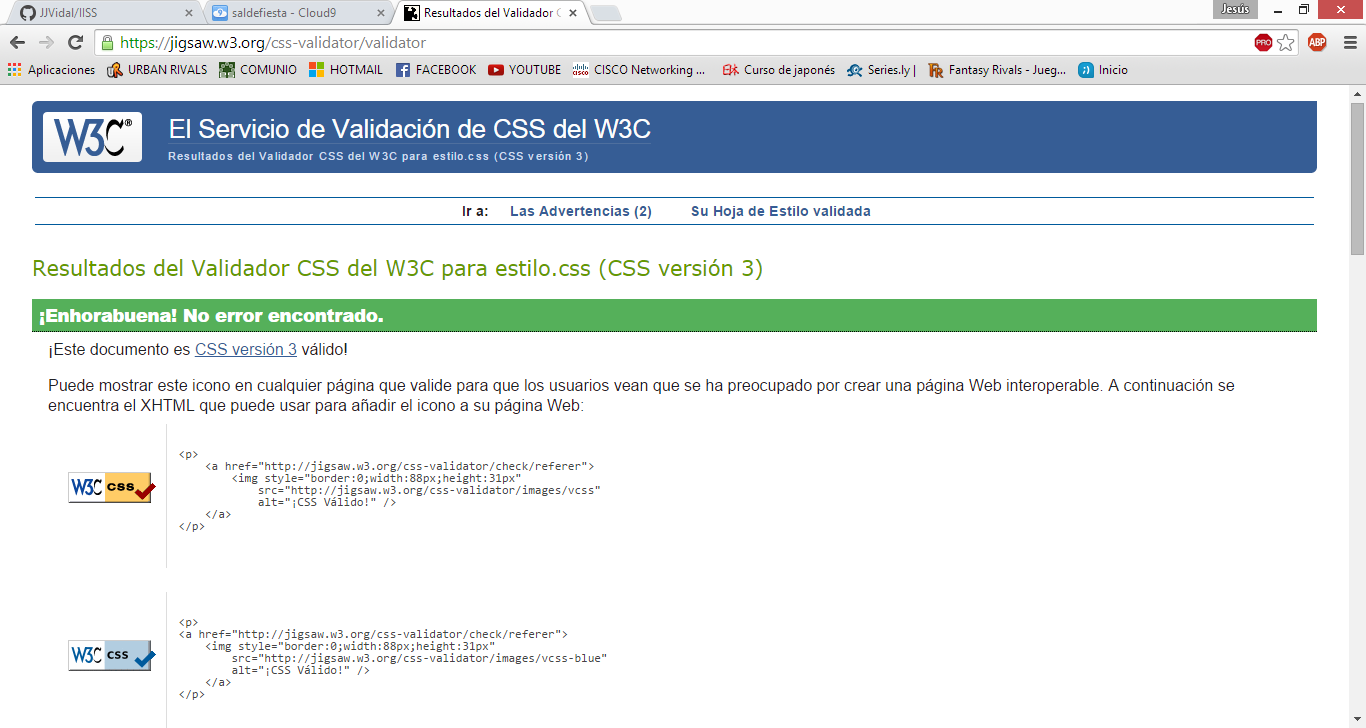 JJVidal/IISS
saldefiesta - Cloud9
Resultados del Validador C
Jesús
https://jigsaw.w3.org/css-validator/validator
PRO
ABP
Aplicaciones
URBAN RIVALS
COMUNIO
HOTMAIL
FACEBOOK
YOUTUBE
CISCO Networking ...
Curso de japonés
Series.ly |
Fantasy Rivals - Jueg...
Inicio
W3C®
El Servicio de Validación de CSS del W3C
Resultados del Validador CSS del W3C para estilo.css (CSS versión 3)
Ir a: Las Advertencias (2) Su Hoja de Estilo validada
Resultados del Validador CSS del W3C para estilo.css (CSS versión 3)
¡Enhorabuena! No error encontrado.
¡Este documento es CSS versión 3 válido!
Puede mostrar este icono en cualquier página que valide para que los usuarios vean que se ha preocupado por crear una página Web interoperable. A continuación se
encuentra el XHTML que puede usar para añadir el icono a su página Web:
W3C css
<p>
<a href="http://jigsaw.w3.org/css-validator/check/referer">
<img style="border:0;width:88px;height:31px"
src="http://jigsaw.w3.org/css-validator/images/vcss"
alt="¡CSS Válido!" />
</a>
</p>
W3C css
<p>
<a href="http://jigsaw.w3.org/css-validator/check/referer">
<img style="border:0;width:88px;height:31px"
src="http://jigsaw.w3.org/css-validator/images/vcss-blue"
alt="¡CSS Válido!" />
</a>
</p>